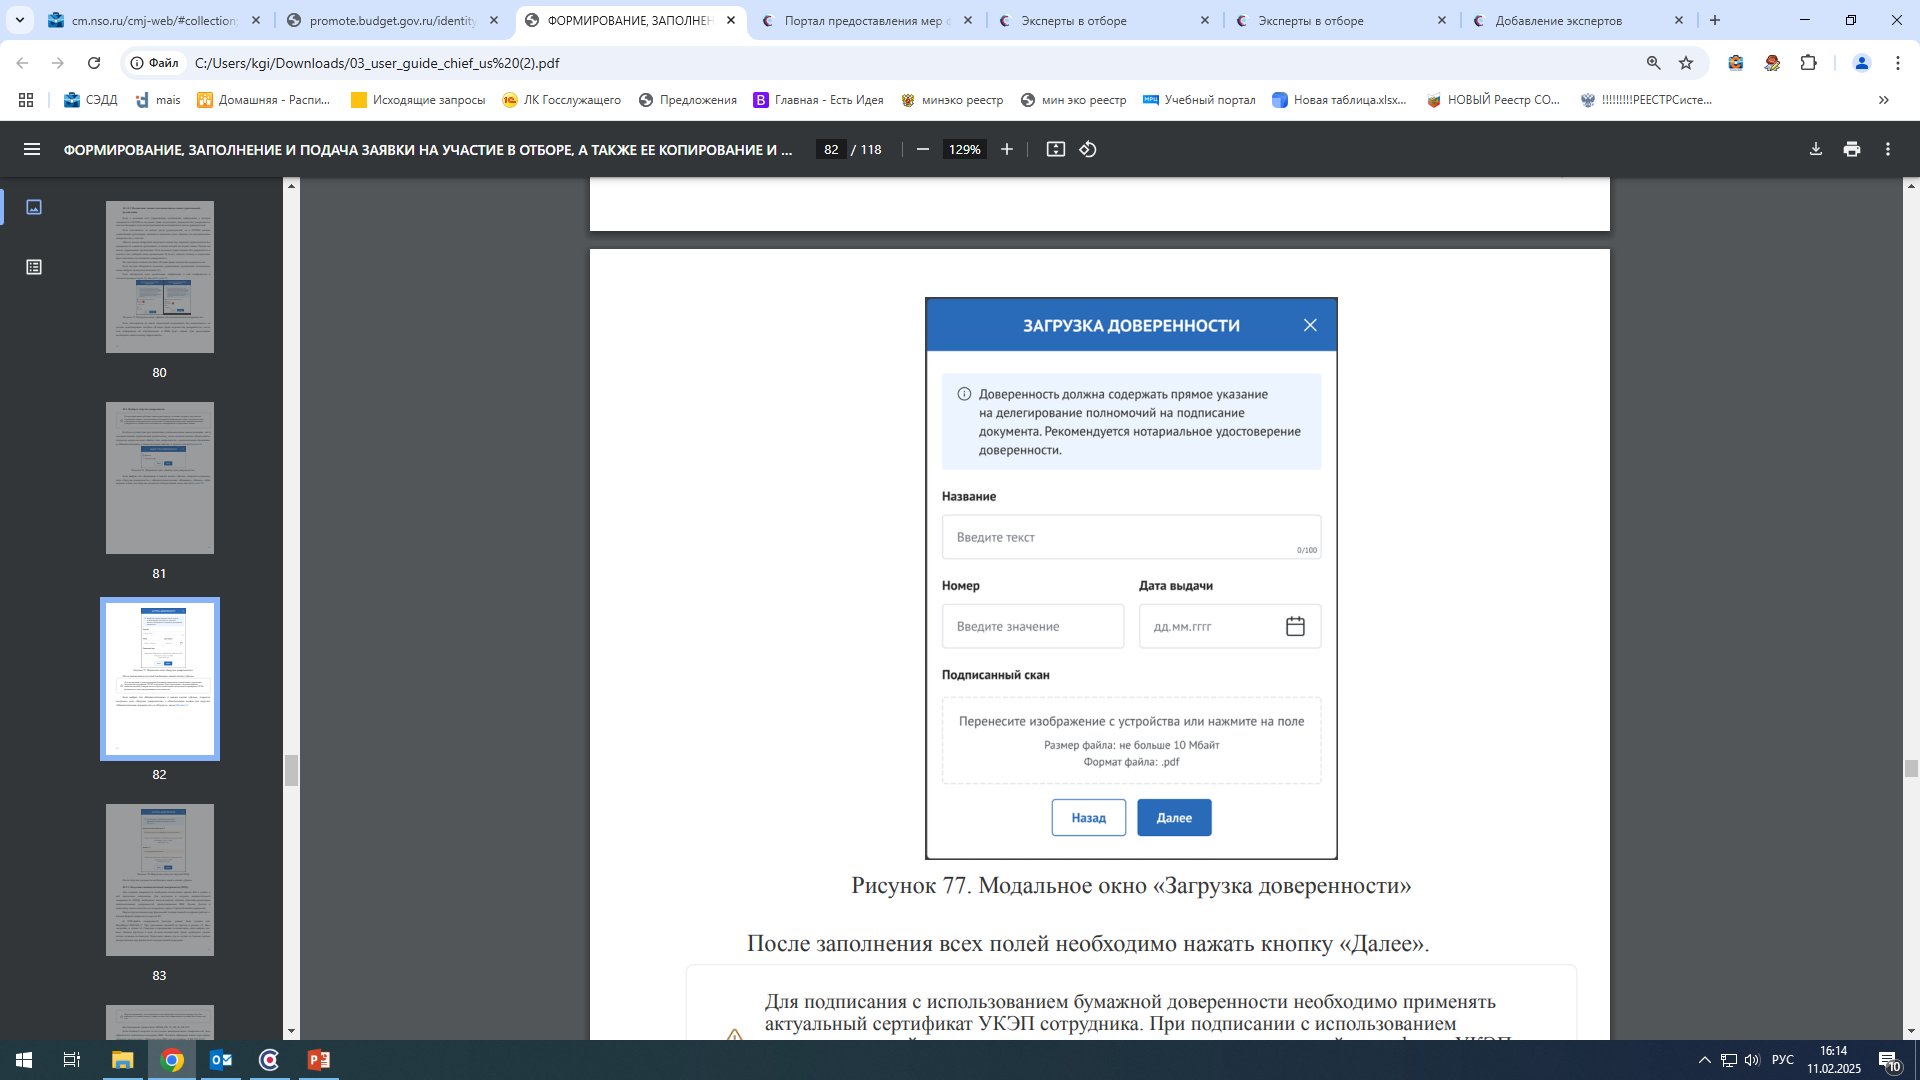 cm.nso.ru/cmj-web/#collection
promote.budget.gov.ru/identity
ФОРМИРОВАНИЕ, ЗАПОЛНЕН
Портал предоставления мер
Эксперты в отборе
Эксперты в отборе
Добавление экспертов
Файл
C:/Users/kgi/Downloads/03_user_guide_chief_us%20(2).pdf
СЭДД
mais
Домашняя - Распи...
Исходящие запросы
ЛК Госслужащего
Предложения
Главная - Есть Идея
минэко реестр
мин эко реестр
МРЦ
Учебный портал
Новая таблица.xlsx...
НОВЫЙ Реестр СО...
!!!!!!!!!РЕЕСТРСисте...
ФОРМИРОВАНИЕ, ЗАПОЛНЕНИЕ И ПОДАЧА ЗАЯВКИ НА УЧАСТИЕ В ОТБОРЕ, А ТАКЖЕ ЕЕ КОПИРОВАНИЕ И ...
82 / 118
129%
80
81
82
83
ЗАГРУЗКА ДОВЕРЕННОСТИ
Доверенность должна содержать прямое указание
на делегирование полномочий на подписание
документа. Рекомендуется нотариальное удостоверение
доверенности.
Название
Введите текст
0/100
Номер
Дата выдачи
Введите значение
дд.мм.гггг
Подписанный скан
Перенесите изображение с устройства или нажмите на поле
Размер файла: не больше 10 Мбайт
Формат файла: .pdf
Назад
Далее
Рисунок 77. Модальное окно «Загрузка доверенности»
После заполнения всех полей необходимо нажать кнопку «Далее».
Для подписания с использованием бумажной доверенности необходимо применять
актуальный сертификат УКЭП сотрудника. При подписании с использованием
РУС
16:14
11.02.2025
10